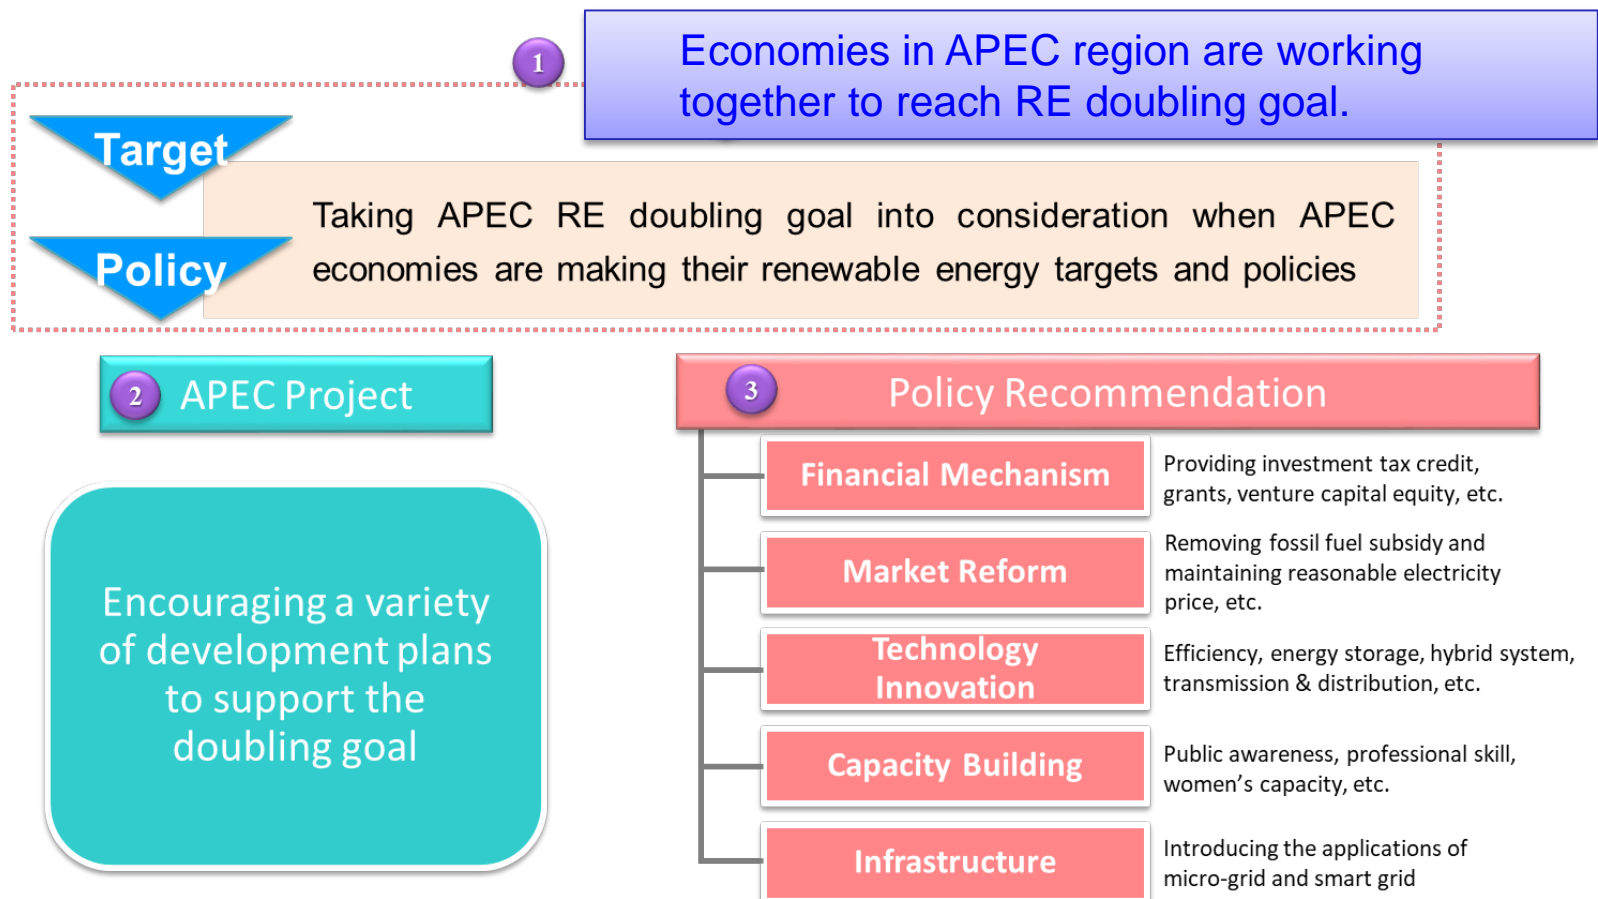 1
Economies in APEC region are working
together to reach RE doubling goal.
Target
Policy
Taking APEC RE doubling goal into consideration when APEC
economies are making their renewable energy targets and policies
2
APEC Project
Encouraging a variety
of development plans
to support the
doubling goal
3
Policy Recommendation
Financial Mechanism
Providing investment tax credit,
grants, venture capital equity, etc.
Market Reform
Removing fossil fuel subsidy and
maintaining reasonable electricity
price, etc.
Technology
Innovation
Efficiency, energy storage, hybrid system,
transmission & distribution, etc.
Capacity Building
Public awareness, professional skill,
women’s capacity, etc.
Infrastructure
Introducing the applications of
micro-grid and smart grid